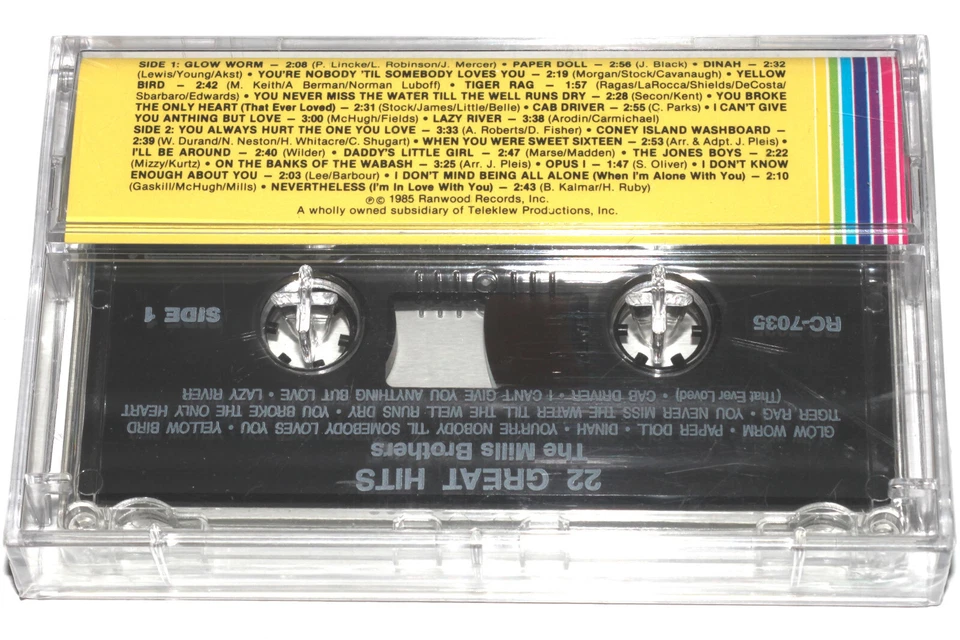 SIDE 1: GLOW WORM — 2:08 (P. Lincke/L. Robinson/J. Mercer) • PAPER DOLL — 2:56 (J. Black) • DINAH — 2:32
(Lewis/Young/Akst) • YOU'RE NOBODY 'TIL SOMEBODY LOVES YOU — 2:19 (Morgan/Stock/Cavanaugh) • YELLOW
BIRD — 2:42 (M. Keith/A Berman/Norman Luboff) • TIGER RAG — 1:57 (Ragas/LaRocca/Shields/DeCosta/
Sbarbaro/Edwards) • YOU NEVER MISS THE WATER TILL THE WELL RUNS DRY — 2:28 (Secon/Kent) • YOU BROKE
THE ONLY HEART (That Ever Loved) — 2:31 (Stock/James/Little/Belle) • CAB DRIVER — 2:55 (C. Parks) • I CAN'T GIVE
YOU ANTHING BUT LOVE — 3:00 (McHugh/Fields) • LAZY RIVER — 3:38 (Arodin/Carmichael)
SIDE 2: YOU ALWAYS HURT THE ONE YOU LOVE — 3:33 (A. Roberts/D. Fisher) • CONEY ISLAND WASHBOARD —
2:39 (W. Durand/N. Neston/H. Whitacre/C. Shugart) • WHEN YOU WERE SWEET SIXTEEN — 2:53 (Arr. & Adpt. J. Pleis) •
I'LL BE AROUND — 2:40 (Wilder) • DADDY'S LITTLE GIRL — 2:47 (Marse/Madden) • THE JONES BOYS — 2:22
(Mizzy/Kurtz) • ON THE BANKS OF THE WABASH — 3:25 (Arr. J. Pleis) • OPUS I — 1:47 (S. Oliver) • I DON'T KNOW
ENOUGH ABOUT YOU — 2:03 (Lee/Barbour) • I DON'T MIND BEING ALL ALONE (When I'm Alone With You) — 2:10
(Gaskill/McHugh/Mills) • NEVERTHELESS (I'm In Love With You) — 2:43 (B. Kalmar/H. Ruby)
℗© 1985 Ranwood Records, Inc.
A wholly owned subsidiary of Teleklew Productions, Inc.
22 GREAT HITS
The Mills Brothers
GLOW WORM • PAPER DOLL • DINAH • YOU'RE NOBODY 'TIL SOMEBODY LOVES YOU • YELLOW BIRD
TIGER RAG • YOU NEVER MISS THE WATER TILL THE WELL RUNS DRY • YOU BROKE THE ONLY HEART
(That Ever Loved) • CAB DRIVER • I CAN'T GIVE YOU ANYTHING BUT LOVE • LAZY RIVER
RC-7035
SIDE 1